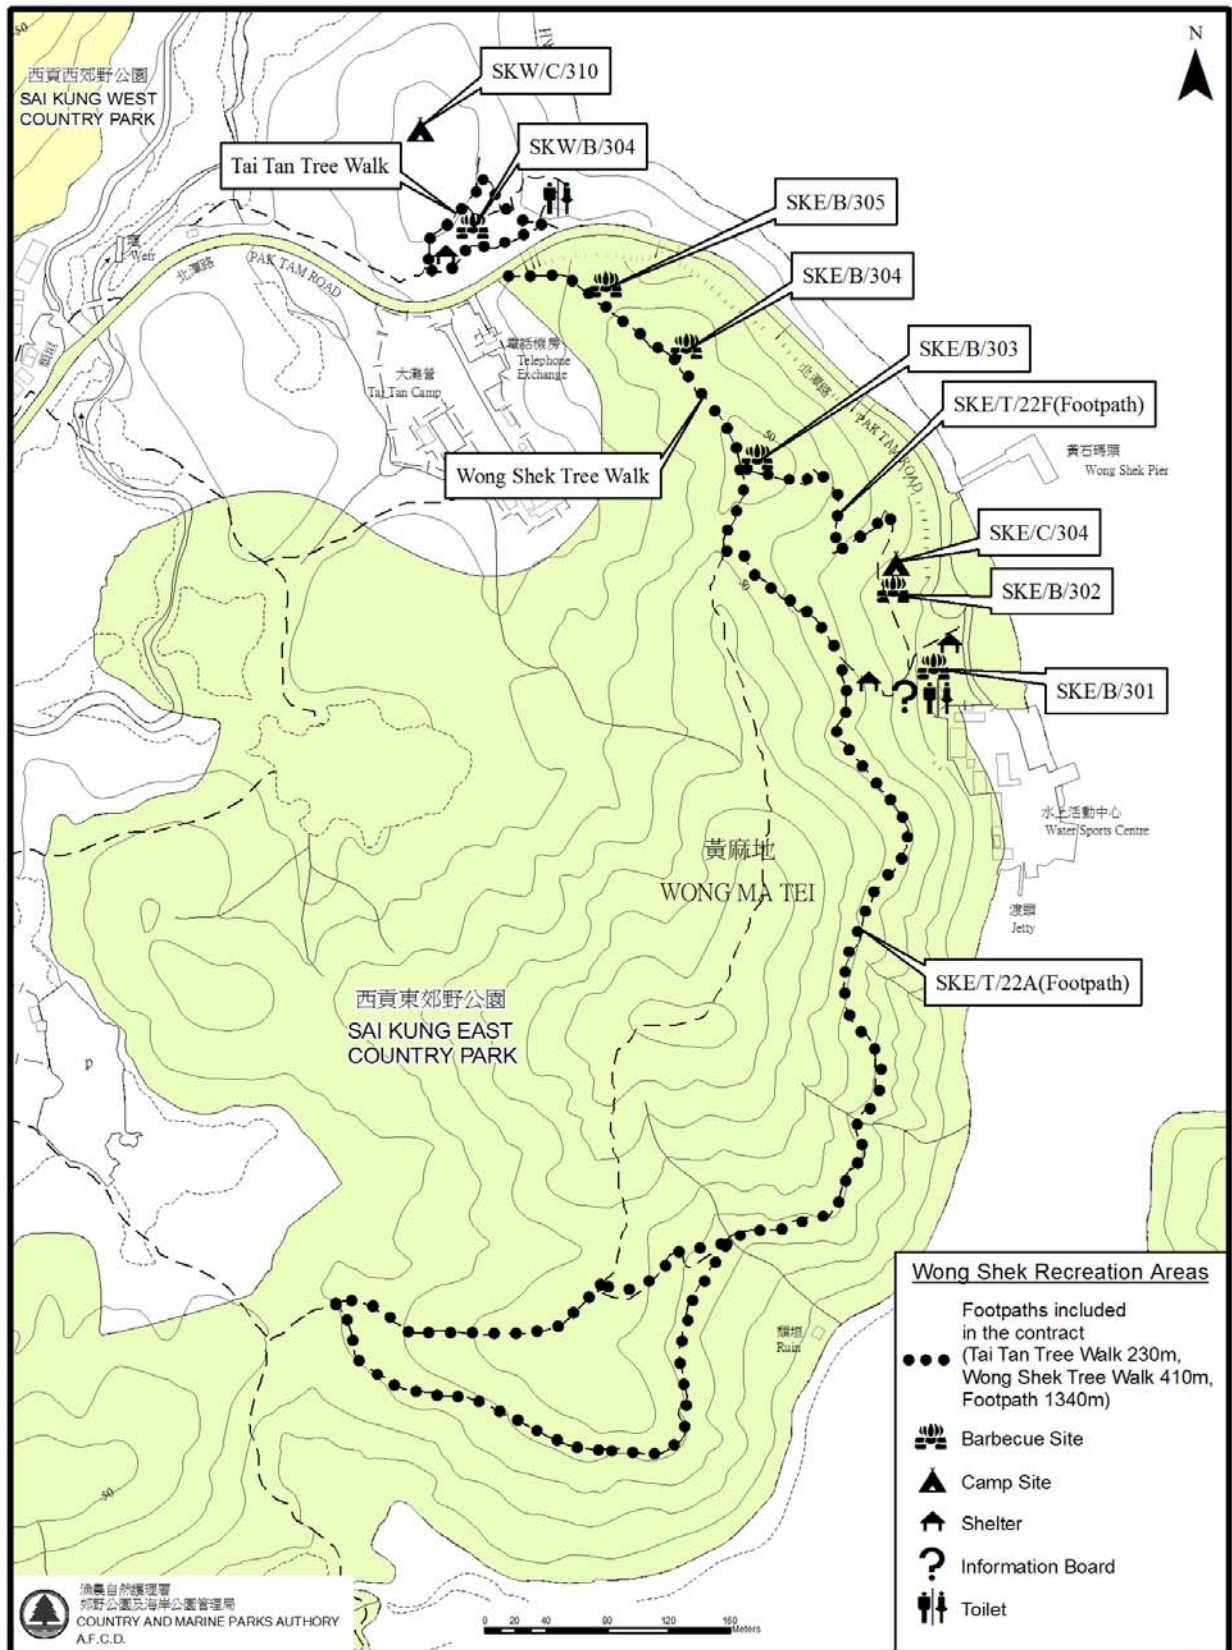 50
N
西貢西郊野公園
SAI KUNG WEST
COUNTRY PARK
SKW/C/310
SKW/B/304
Tai Tan Tree Walk
SKE/B/305
SKE/B/304
SKE/B/303
SKE/T/22F(Footpath)
Weir
北潭路
PAK TAM ROAD
電話機房
Telephone
Exchange
大灘營
Tai Tan Camp
50
北潭路
PAK TAM ROAD
黃石碼頭
Wong Shek Pier
Wong Shek Tree Walk
SKE/C/304
SKE/B/302
50
SKE/B/301
水上活動中心
Water Sports Centre
黃麻地
WONG MA TEI
渡頭
Jetty
SKE/T/22A(Footpath)
西貢東郊野公園
SAI KUNG EAST
COUNTRY PARK
p
頹垣
Ruin
50
Wong Shek Recreation Areas
Footpaths included
in the contract
(Tai Tan Tree Walk 230m,
Wong Shek Tree Walk 410m,
Footpath 1340m)
Barbecue Site
Camp Site
Shelter
Information Board
Toilet
漁農自然護理署
郊野公園及海岸公園管理局
COUNTRY AND MARINE PARKS AUTHORY
A.F.C.D.
0 20 40 80 120 160
Meters